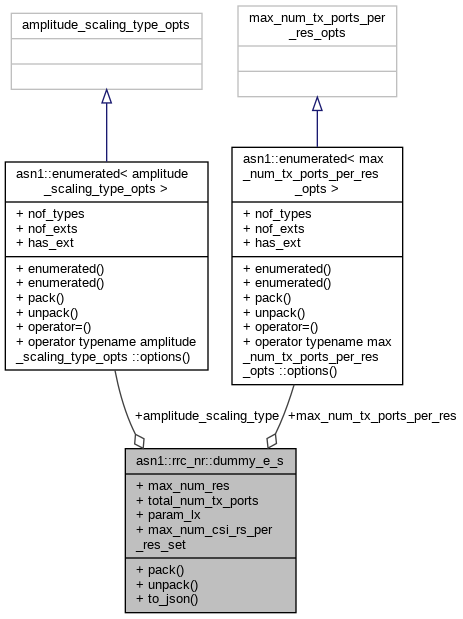 amplitude_scaling_type_opts
max_num_tx_ports_per
_res_opts
asn1::enumerated< amplitude
_scaling_type_opts >
+ nof_types
+ nof_exts
+ has_ext
+ enumerated()
+ enumerated()
+ pack()
+ unpack()
+ operator=()
+ operator typename amplitude
_scaling_type_opts ::options()
asn1::enumerated< max
_num_tx_ports_per_res
_opts >
+ nof_types
+ nof_exts
+ has_ext
+ enumerated()
+ enumerated()
+ pack()
+ unpack()
+ operator=()
+ operator typename max
_num_tx_ports_per_res
_opts ::options()
+amplitude_scaling_type
+max_num_tx_ports_per_res
asn1::rrc_nr::dummy_e_s
+ max_num_res
+ total_num_tx_ports
+ param_lx
+ max_num_csi_rs_per
_res_set
+ pack()
+ unpack()
+ to_json()